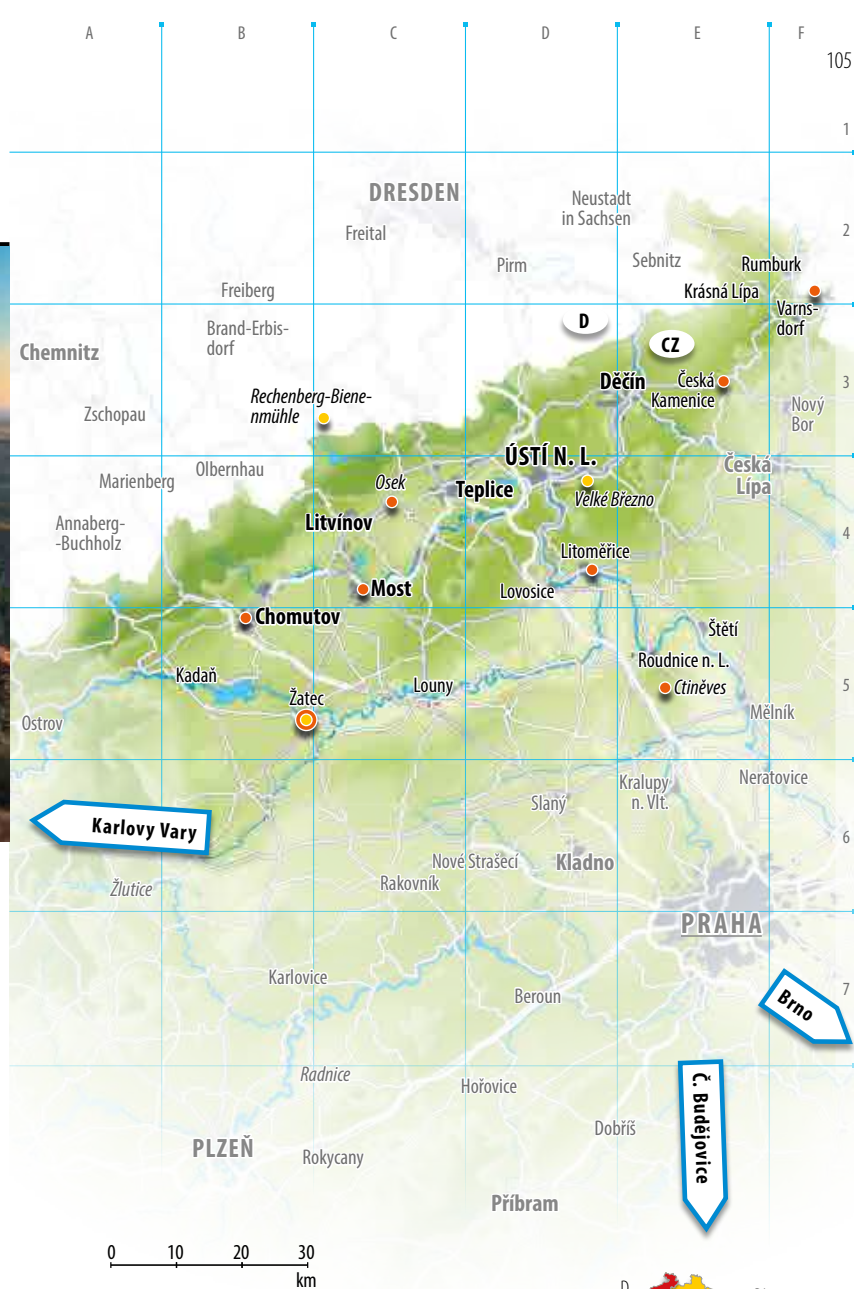 A B C D E F
105
1
DRESDEN
Neustadt
in Sachsen
2
Freital
Pirm
Sebnitz
Rumburk
Freiberg
Krásná Lípa
Varns-
dorf
D
Brand-Erbis-
dorf
CZ
Chemnitz
Děčín
Česká
Kamenice
3
Rechenberg-Biene-
nmühle
Zschopau
Nový
Bor
ÚSTÍ N. L.
Olbernhau
Česká
Lípa
Marienberg
Osek
Teplice
Velké Březno
Annaberg-
-Buchholz
Litvínov
4
Litoměřice
Most
Lovosice
Chomutov
Štětí
Roudnice n. L.
Kadaň
Louny
Ctiněves
5
Žatec
Ostrov
Mělník
Kralupy
n. Vlt.
Neratovice
Slaný
Karlovy Vary
6
Nové Strašecí
Kladno
Žlutice
Rakovník
PRAHA
Karlovice
7
Beroun
Brno
Radnice
Hořovice
Č. Budějovice
Dobříš
PLZEŇ
Rokycany
Příbram
0 10 20 30
km
D